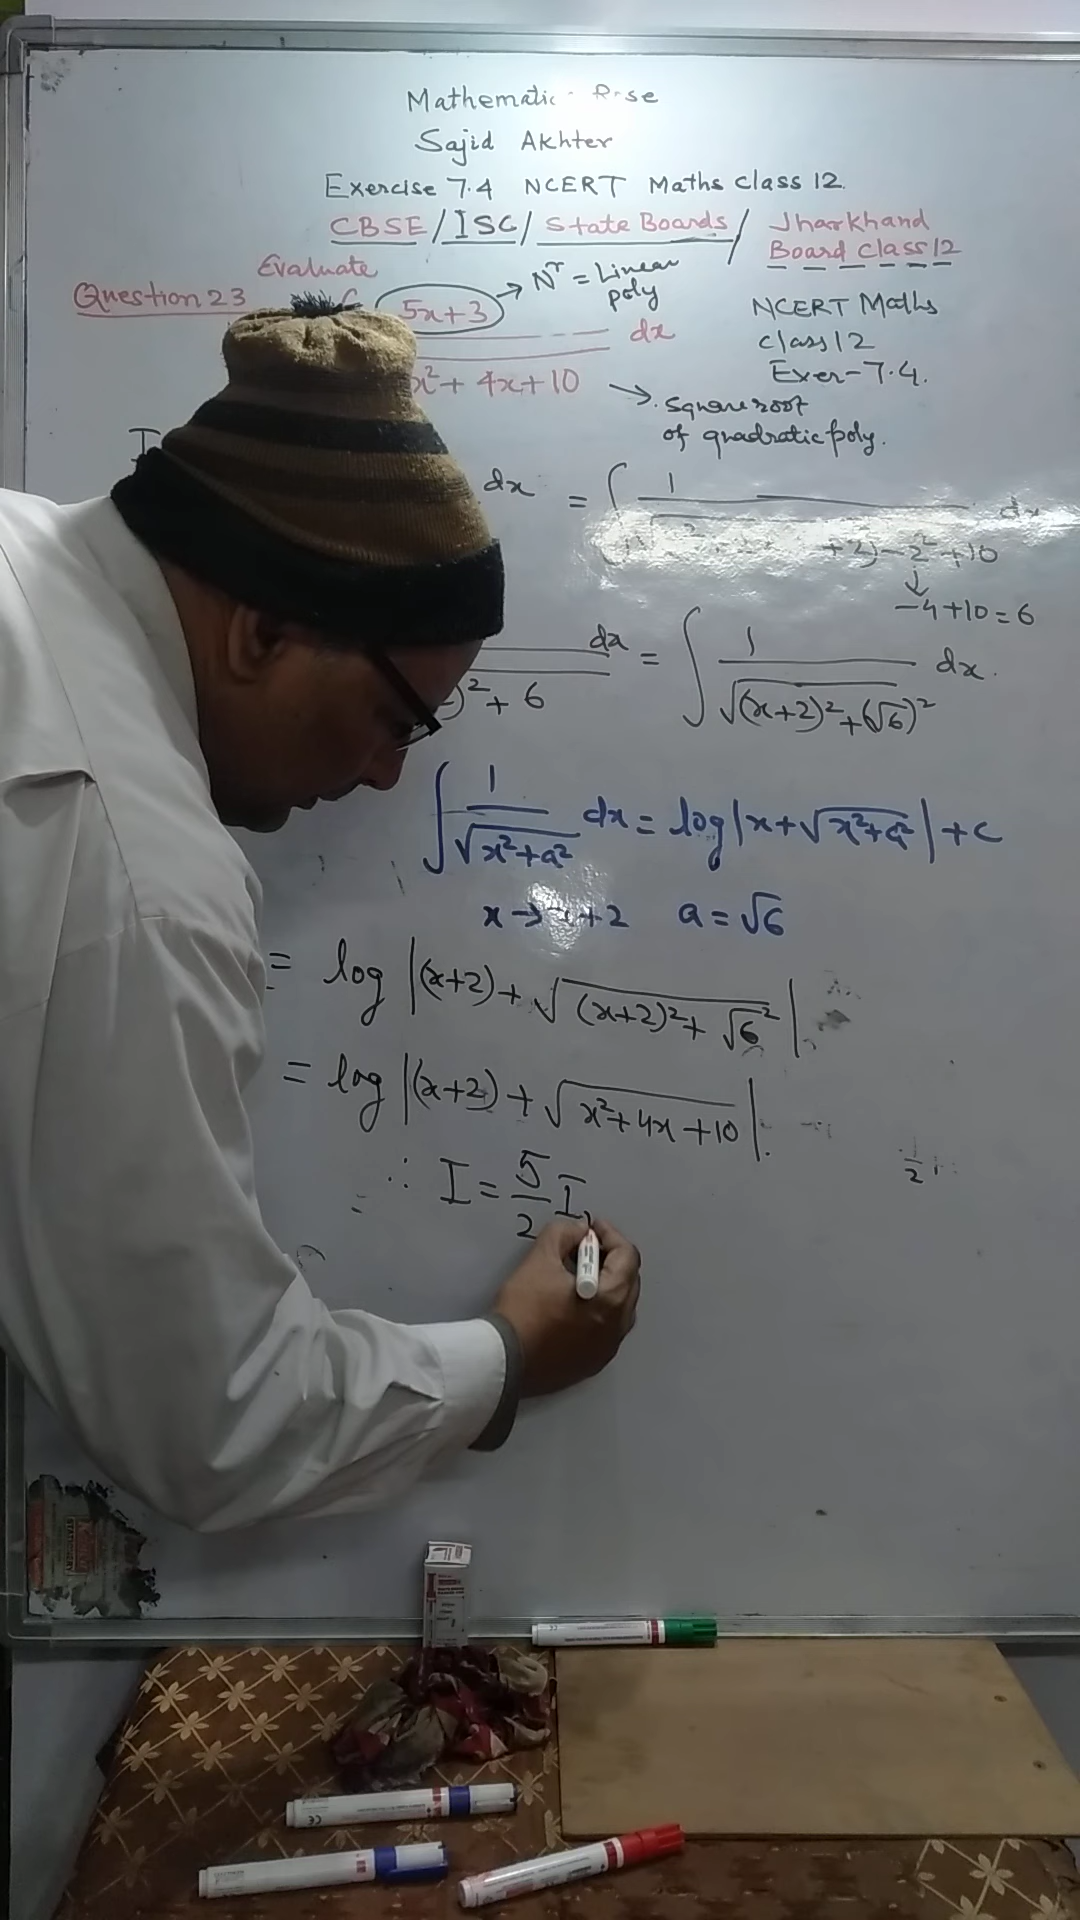 Mathematic Rose
Sajid Akhter
Exercise 7.4 NCERT Maths Class 12.
CBSE / ISC / State Boards / Jharkhand Board Class 12
Evaluate
Question 23
5x+3 → Nʳ = Linear poly
dx
x²+ 4x+10 → square root of quadratic poly.
NCERT Maths
class 12
Exer-7.4.
I
dx = ∫ 1 dx
+2)-2²+10
↓
-4+10=6
dx = ∫ 1/√(x+2)²+(√6)² dx.
)²+ 6
∫ 1/√x²+a² dx = log|x+√x²+a²|+c
x → x+2 a = √6
= log |(x+2)+ √(x+2)²+ √6²|
= log |(x+2) + √x²+4x+10|.
∴ I = 5/2 I₁
=
1/2